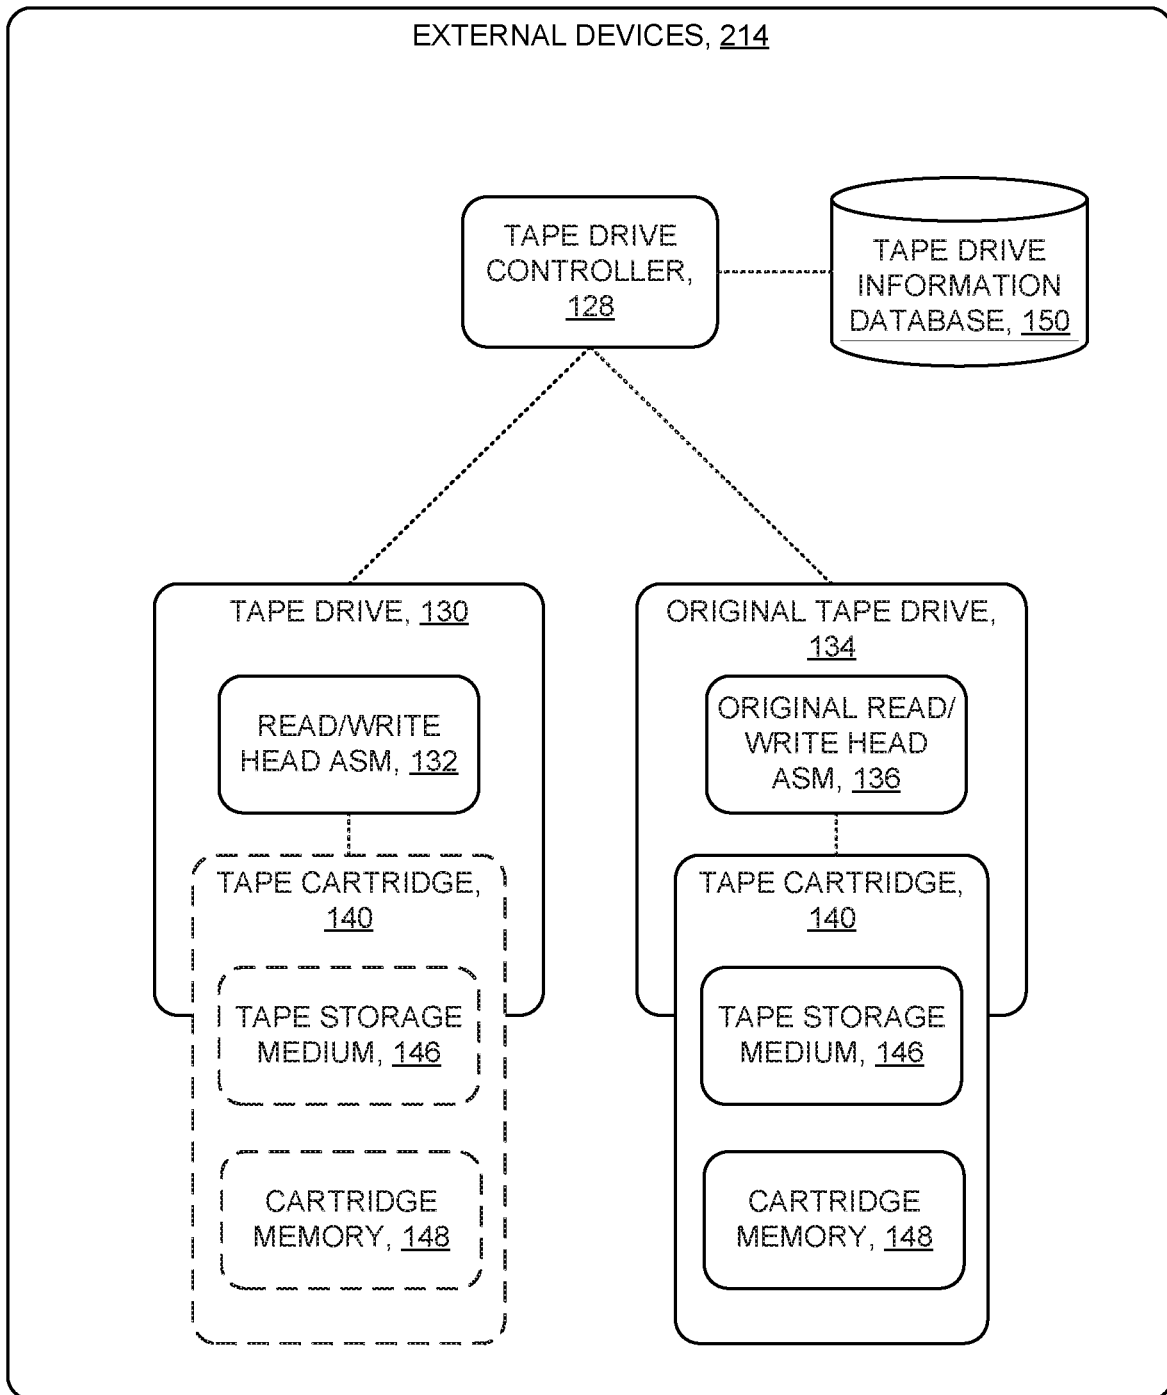 EXTERNAL DEVICES, 214
TAPE DRIVE
CONTROLLER,
128
TAPE DRIVE
INFORMATION
DATABASE, 150
TAPE DRIVE, 130
READ/WRITE
HEAD ASM, 132
TAPE CARTRIDGE,
140
TAPE STORAGE
MEDIUM, 146
CARTRIDGE
MEMORY, 148
ORIGINAL TAPE DRIVE,
134
ORIGINAL READ/
WRITE HEAD
ASM, 136
TAPE CARTRIDGE,
140
TAPE STORAGE
MEDIUM, 146
CARTRIDGE
MEMORY, 148